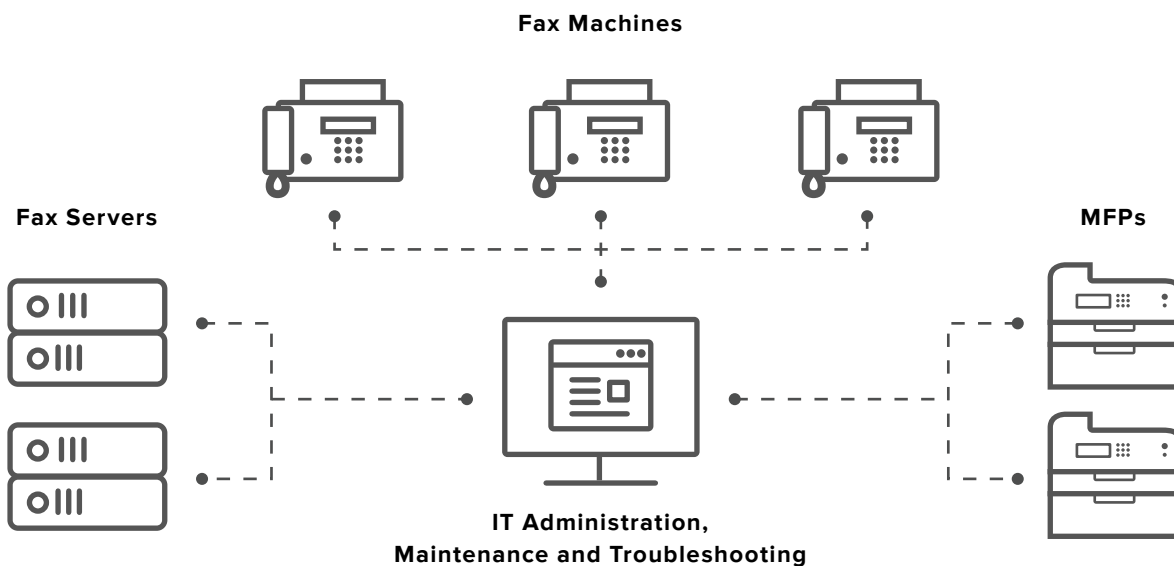 Fax Machines
Fax Servers
MFPs
IT Administration,
Maintenance and Troubleshooting